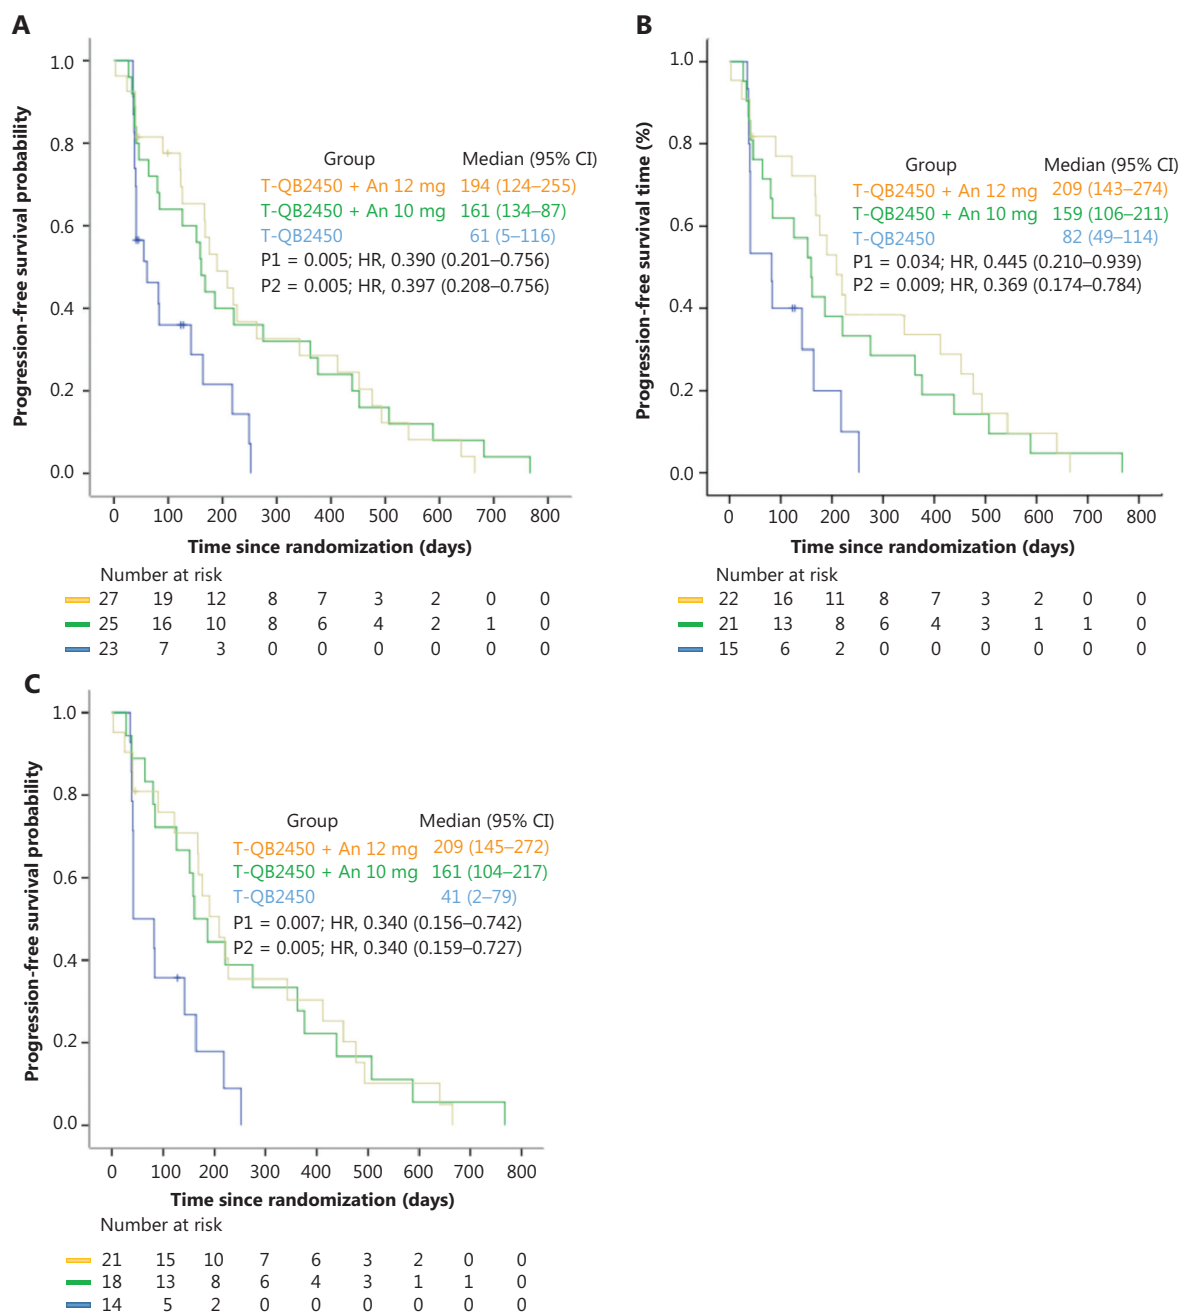 A
Progression-free survival probability
1.0
0.8
0.6
0.4
0.2
0.0
Group Median (95% CI)
T-QB2450 + An 12 mg 194 (124–255)
T-QB2450 + An 10 mg 161 (134–87)
T-QB2450 61 (5–116)
P1 = 0.005; HR, 0.390 (0.201–0.756)
P2 = 0.005; HR, 0.397 (0.208–0.756)
0 100 200 300 400 500 600 700 800
Time since randomization (days)
Number at risk
27 19 12 8 7 3 2 0 0
25 16 10 8 6 4 2 1 0
23 7 3 0 0 0 0 0 0
B
Progression-free survival time (%)
1.0
0.8
0.6
0.4
0.2
0.0
Group Median (95% CI)
T-QB2450 + An 12 mg 209 (143–274)
T-QB2450 + An 10 mg 159 (106–211)
T-QB2450 82 (49–114)
P1 = 0.034; HR, 0.445 (0.210–0.939)
P2 = 0.009; HR, 0.369 (0.174–0.784)
0 100 200 300 400 500 600 700 800
Time since randomization (days)
Number at risk
22 16 11 8 7 3 2 0 0
21 13 8 6 4 3 1 1 0
15 6 2 0 0 0 0 0 0
C
Progression-free survival probability
1.0
0.8
0.6
0.4
0.2
0.0
Group Median (95% CI)
T-QB2450 + An 12 mg 209 (145–272)
T-QB2450 + An 10 mg 161 (104–217)
T-QB2450 41 (2–79)
P1 = 0.007; HR, 0.340 (0.156–0.742)
P2 = 0.005; HR, 0.340 (0.159–0.727)
0 100 200 300 400 500 600 700 800
Time since randomization (days)
Number at risk
21 15 10 7 6 3 2 0 0
18 13 8 6 4 3 1 1 0
14 5 2 0 0 0 0 0 0